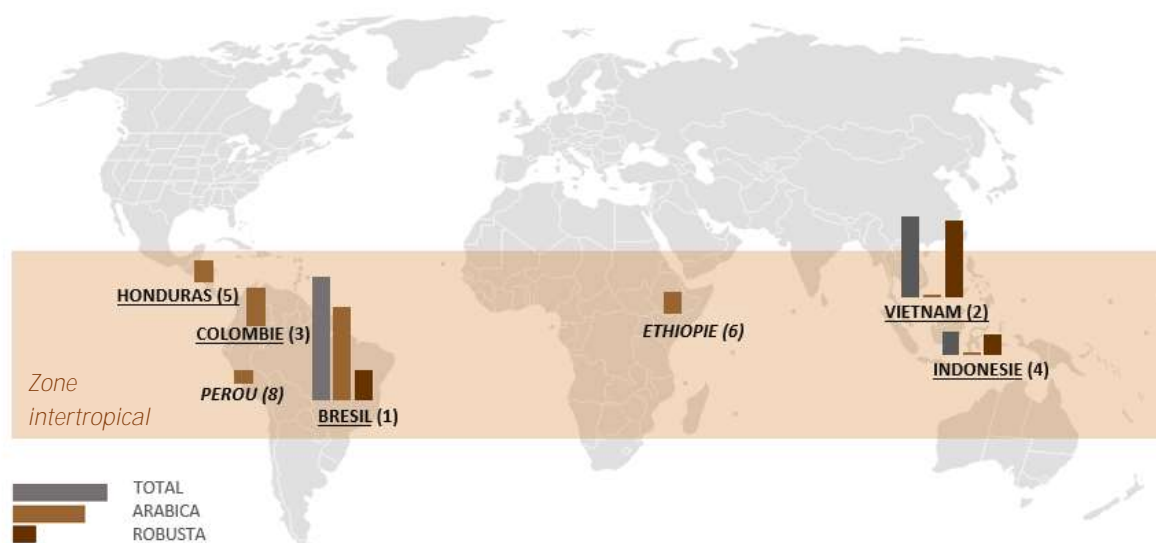 HONDURAS (5)
COLOMBIE (3)
PEROU (8)
BRESIL (1)
ETHIOPIE (6)
VIETNAM (2)
INDONESIE (4)
Zone
intertropical
TOTAL
ARABICA
ROBUSTA